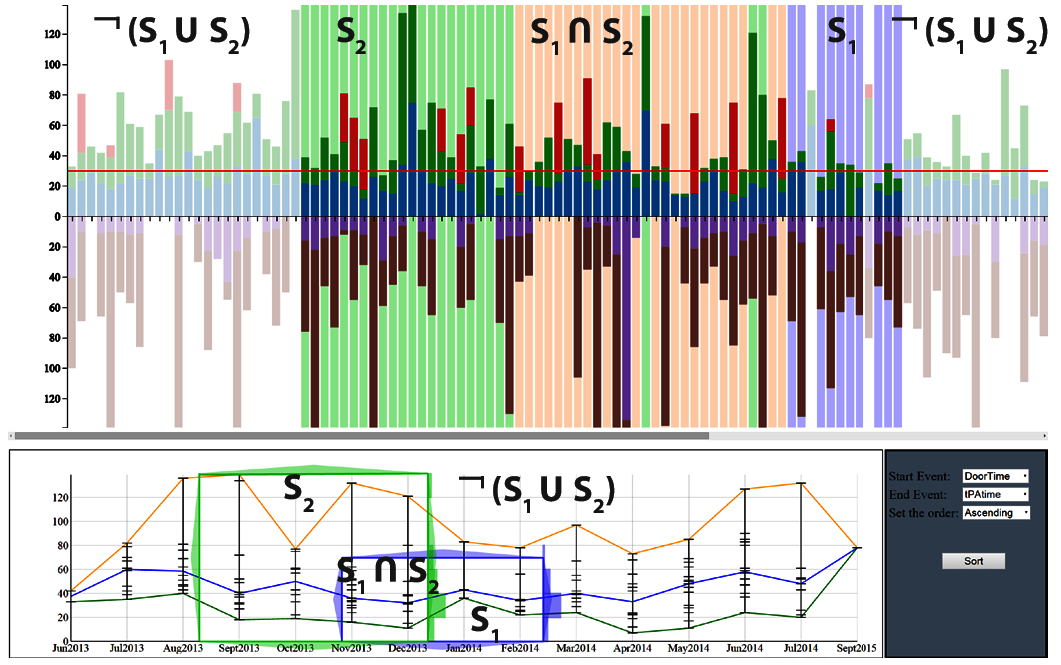 ¬ (S1 ∪ S2)
S2
S1 ∩ S2
S1
¬ (S1 ∪ S2)
120
100
80
60
40
20
0
20
40
60
80
100
120
S2
¬ (S1 ∪ S2)
S1 ∩ S2
S1
120
100
80
60
40
20
0
Jun2013 Jul2013 Aug2013 Sept2013 Oct2013 Nov2013 Dec2013 Jan2014 Feb2014 Mar2014 Apr2014 May2014 Jun2014 Jul2014 Sept2015
Start Event: DoorTime
End Event: tPAtime
Set the order: Ascending
Sort